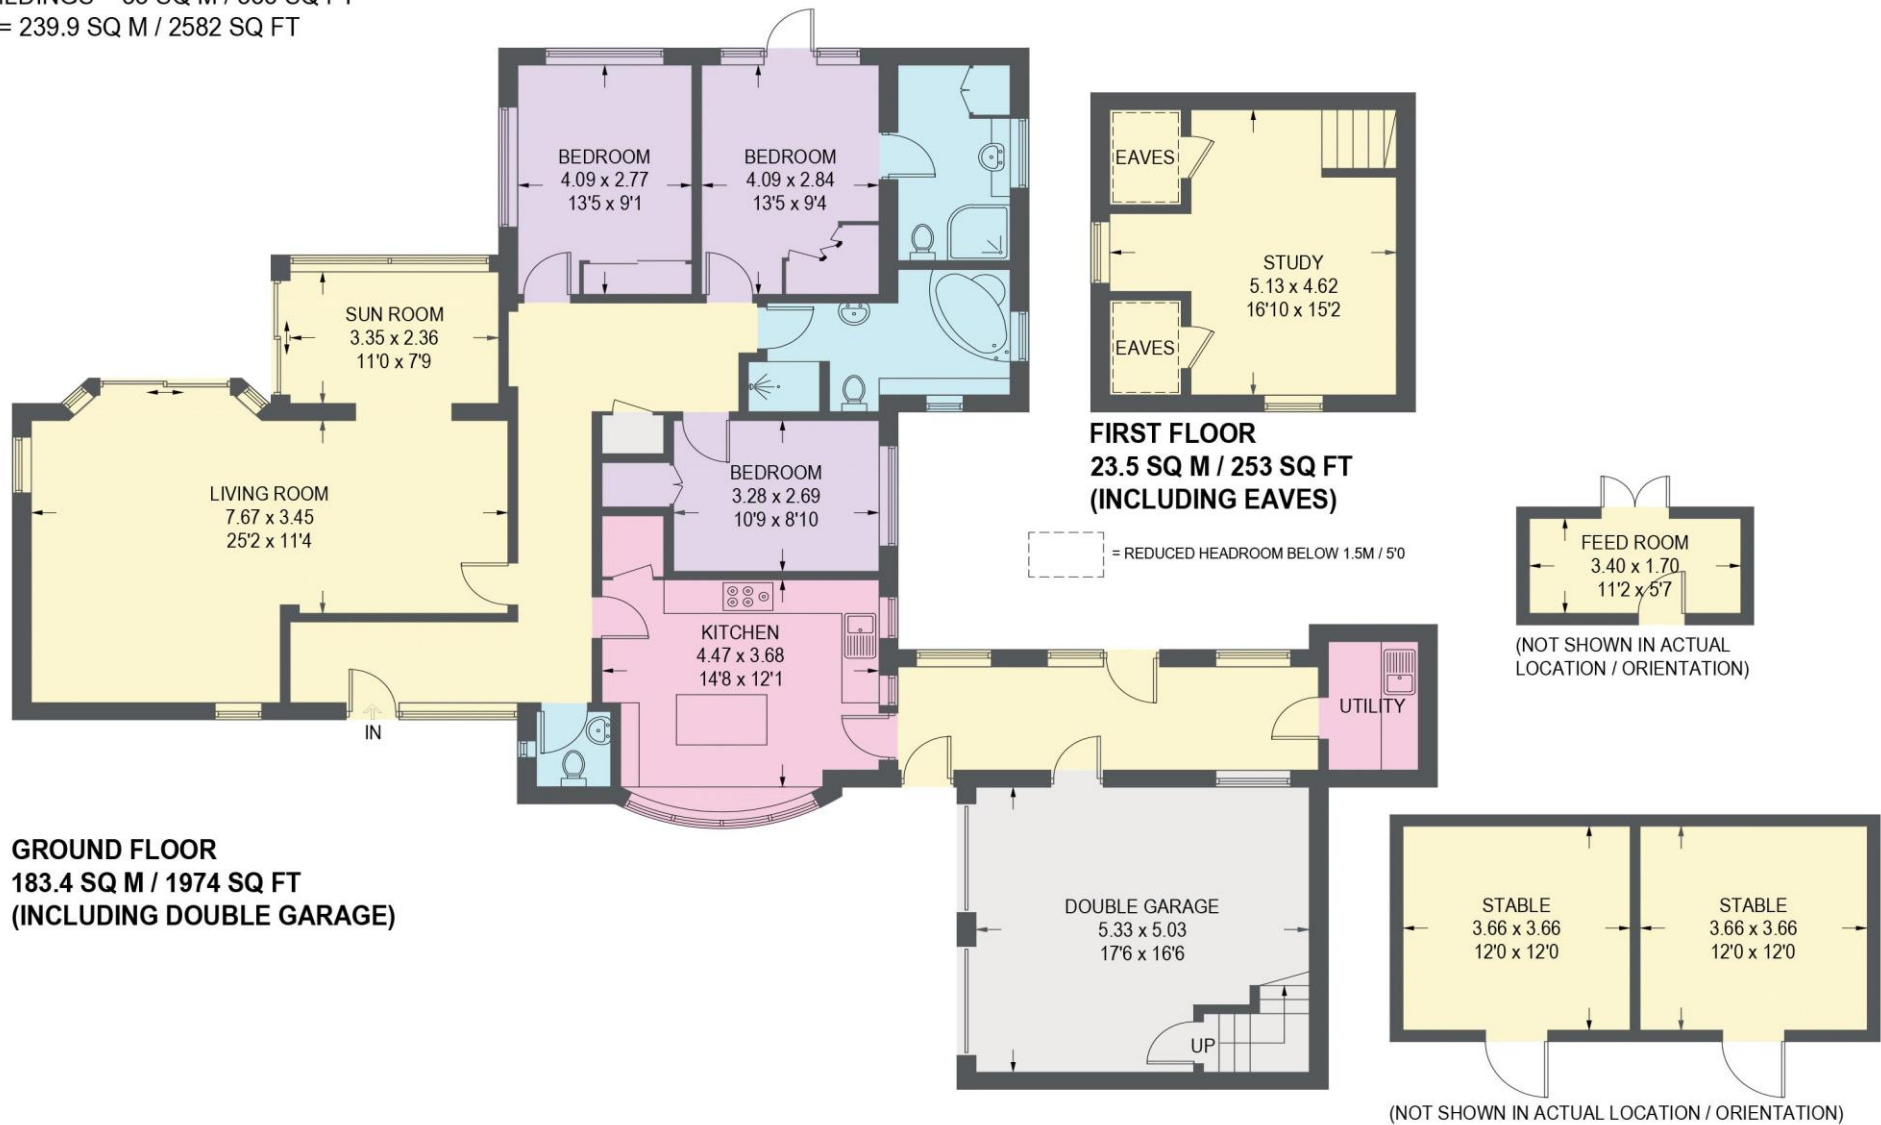 = 239.9 SQ M / 2582 SQ FT
BEDROOM
4.09 x 2.77
13'5 x 9'1
BEDROOM
4.09 x 2.84
13'5 x 9'4
SUN ROOM
3.35 x 2.36
11'0 x 7'9
LIVING ROOM
7.67 x 3.45
25'2 x 11'4
BEDROOM
3.28 x 2.69
10'9 x 8'10
KITCHEN
4.47 x 3.68
14'8 x 12'1
IN
UTILITY
DOUBLE GARAGE
5.33 x 5.03
17'6 x 16'6
UP
GROUND FLOOR
183.4 SQ M / 1974 SQ FT
(INCLUDING DOUBLE GARAGE)
EAVES
STUDY
5.13 x 4.62
16'10 x 15'2
EAVES
FIRST FLOOR
23.5 SQ M / 253 SQ FT
(INCLUDING EAVES)
= REDUCED HEADROOM BELOW 1.5M / 5'0
FEED ROOM
3.40 x 1.70
11'2 x 5'7
(NOT SHOWN IN ACTUAL
LOCATION / ORIENTATION)
STABLE
3.66 x 3.66
12'0 x 12'0
STABLE
3.66 x 3.66
12'0 x 12'0
(NOT SHOWN IN ACTUAL LOCATION / ORIENTATION)